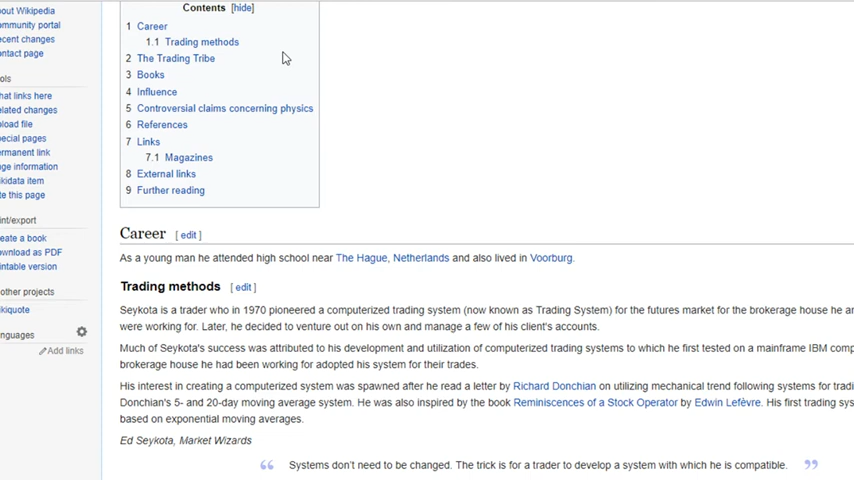 bout Wikipedia
ommunity portal
ecent changes
ontact page
ols
hat links here
elated changes
pload file
pecial pages
ermanent link
nge information
ikidata item
te this page
int/export
eate a book
ownload as PDF
intable version
other projects
ikiquote
nguages
Add links
Contents [hide]
1 Career
1.1 Trading methods
2 The Trading Tribe
3 Books
4 Influence
5 Controversial claims concerning physics
6 References
7 Links
7.1 Magazines
8 External links
9 Further reading
Career [ edit ]
As a young man he attended high school near The Hague, Netherlands and also lived in Voorburg.
Trading methods [ edit ]
Seykota is a trader who in 1970 pioneered a computerized trading system (now known as Trading System) for the futures market for the brokerage house he ar
were working for. Later, he decided to venture out on his own and manage a few of his client's accounts.
Much of Seykota's success was attributed to his development and utilization of computerized trading systems to which he first tested on a mainframe IBM comp
brokerage house he had been working for adopted his system for their trades.
His interest in creating a computerized system was spawned after he read a letter by Richard Donchian on utilizing mechanical trend following systems for tradi
Donchian's 5- and 20-day moving average system. He was also inspired by the book Reminiscences of a Stock Operator by Edwin Lefèvre. His first trading sys
based on exponential moving averages.
Ed Seykota, Market Wizards
“ Systems don't need to be changed. The trick is for a trader to develop a system with which he is compatible. ”